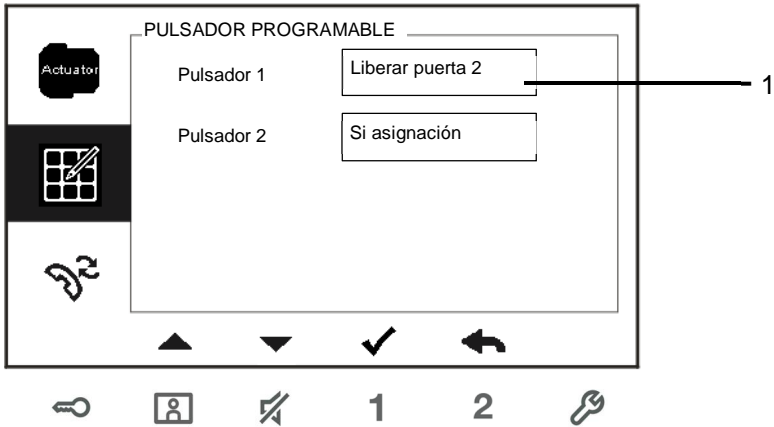 PULSADOR PROGRAMABLE
Actuator
Pulsador 1
Liberar puerta 2
1
Pulsador 2
Si asignación
1
2